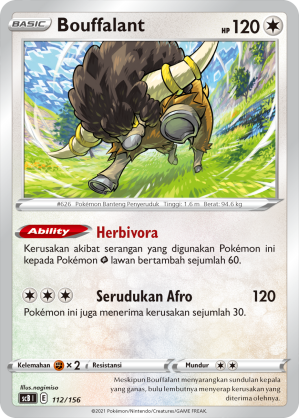 BASIC Bouffalant HP 120
#626 Pokémon Banteng Penyeruduk Tinggi: 1.6 m Berat: 94.6 kg
Ability Herbivora
Kerusakan akibat serangan yang digunakan Pokémon ini
kepada Pokémon lawan bertambah sejumlah 60.
Serudukan Afro 120
Pokémon ini juga menerima kerusakan sejumlah 30.
Kelemahan × 2 Resistansi Mundur
Illus. nagimiso
E 112/156
Meskipun Bouffalant menyeruduk sundulan kepala
yang ganas, bulu lembutnya menyerap kerusakan yang
diantarkan olehnya.
©2021 Pokémon/Nintendo/Creatures/GAME FREAK